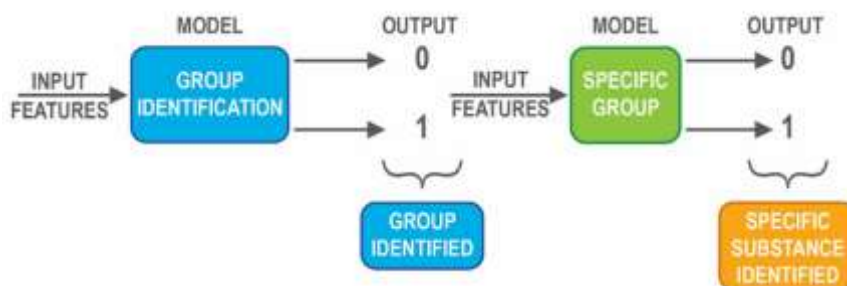 MODEL
OUTPUT
INPUT
FEATURES
GROUP
IDENTIFICATION
0
1
GROUP
IDENTIFIED
MODEL
OUTPUT
INPUT
FEATURES
SPECIFIC
GROUP
0
1
SPECIFIC
SUBSTANCE
IDENTIFIED